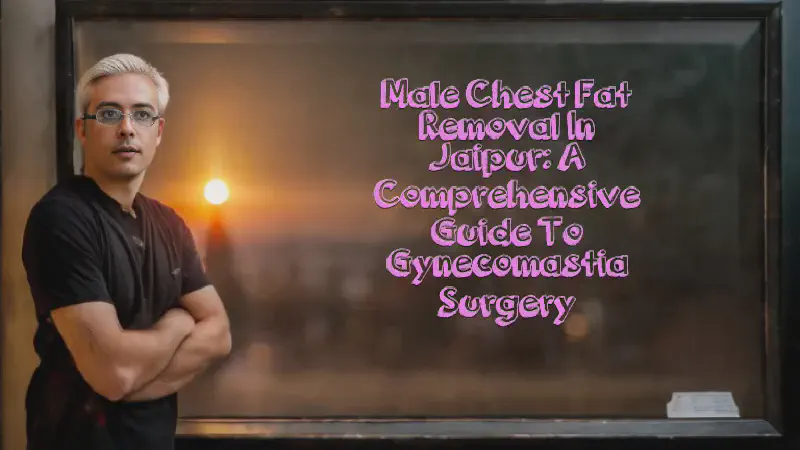 Male Chest Fat
Removal In
Jaipur: A
Comprehensive
Guide To
Gynecomastia
Surgery